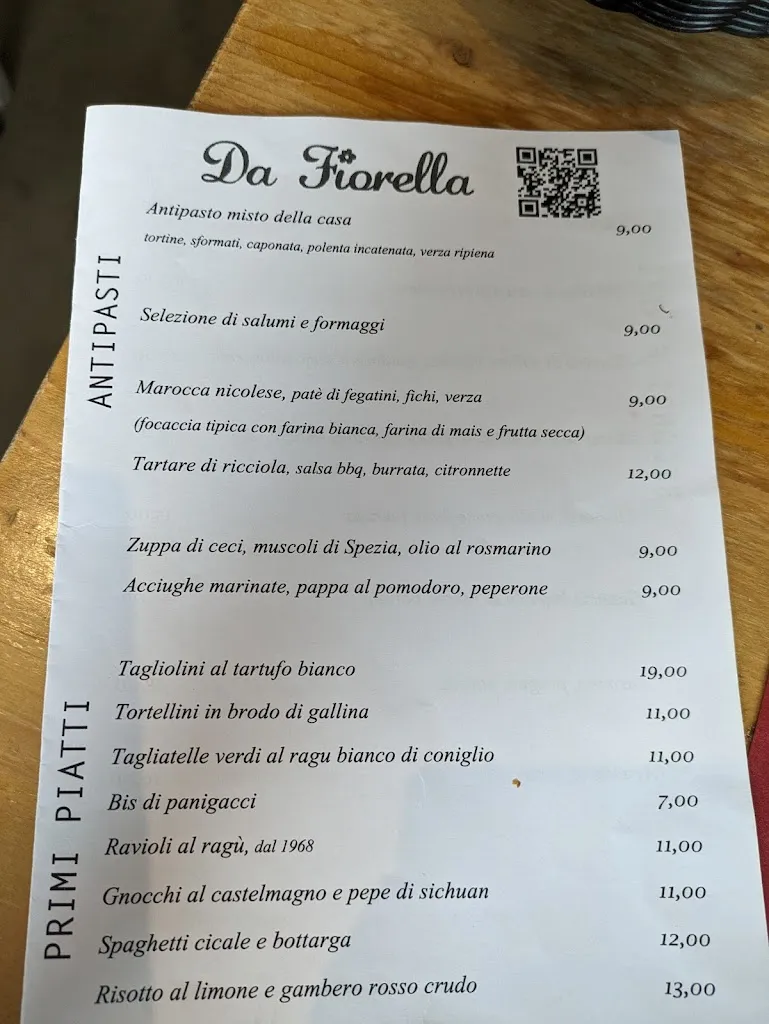 Da Fiorella
Antipasto misto della casa 9,00
tortine, sformati, caponata, polenta incatenata, verza ripiena
ANTIPASTI
Selezione di salumi e formaggi 9,00
Marocca nicolese, patè di fegatini, fichi, verza 9,00
(focaccia tipica con farina bianca, farina di mais e frutta secca)
Tartare di ricciola, salsa bbq, burrata, citronnette 12,00
Zuppa di ceci, muscoli di Spezia, olio al rosmarino 9,00
Acciughe marinate, pappa al pomodoro, peperone 9,00
PRIMI PIATTI
Tagliolini al tartufo bianco 19,00
Tortellini in brodo di gallina 11,00
Tagliatelle verdi al ragu bianco di coniglio 11,00
Bis di panigacci 7,00
Ravioli al ragù, dal 1968 11,00
Gnocchi al castelmagno e pepe di sichuan 11,00
Spaghetti cicale e bottarga 12,00
Risotto al limone e gambero rosso crudo 13,00